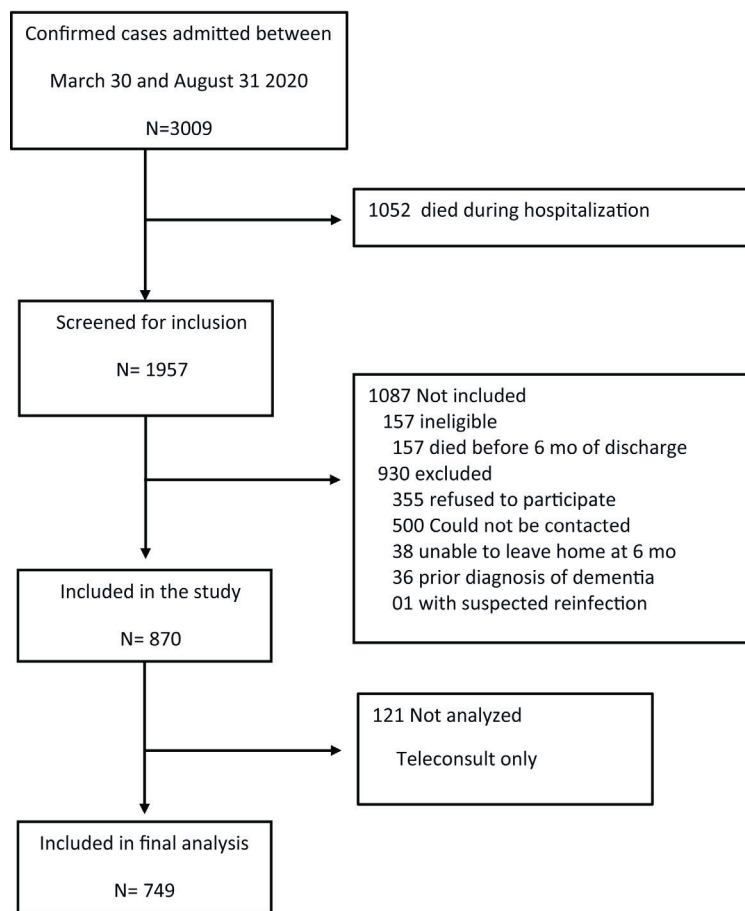 Confirmed cases admitted between
March 30 and August 31 2020
N=3009
1052 died during hospitalization
Screened for inclusion
N= 1957
1087 Not included
157 ineligible
157 died before 6 mo of discharge
930 excluded
355 refused to participate
500 Could not be contacted
38 unable to leave home at 6 mo
36 prior diagnosis of dementia
01 with suspected reinfection
Included in the study
N= 870
121 Not analyzed
Teleconsult only
Included in final analysis
N= 749